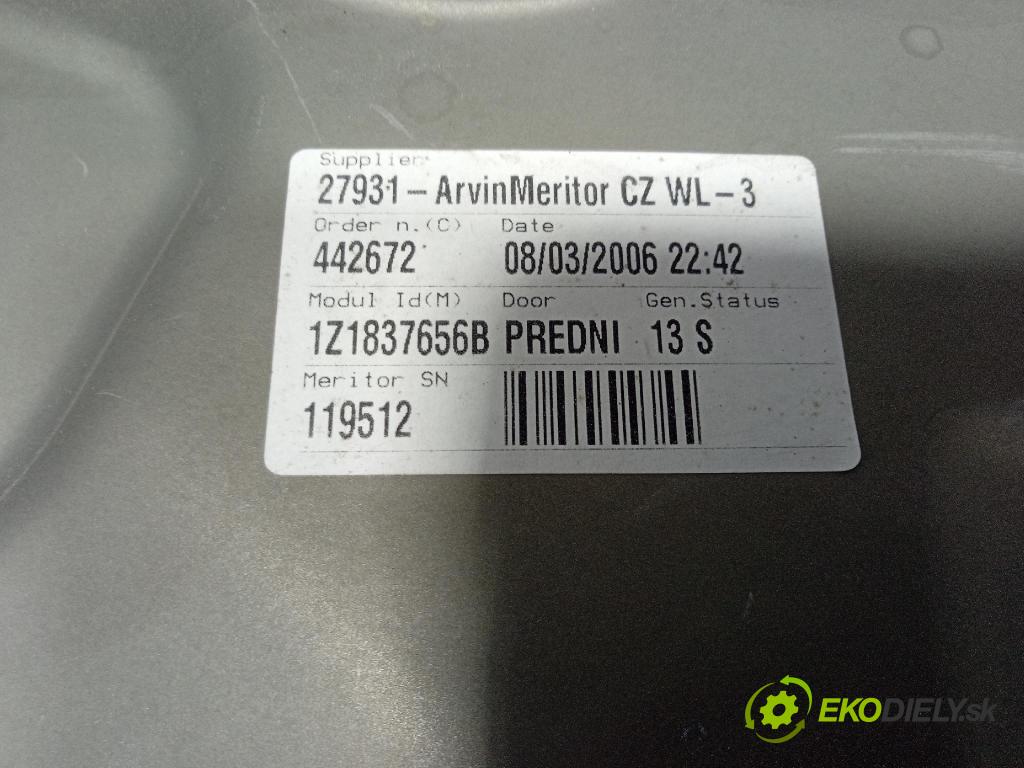 Supplier
27931 - ArvinMeritor CZ WL - 3
Order n.(C) Date
442672 08/03/2006 22:42
Modul Id(M) Door Gen.Status
1Z1837656B PREDNI 13 S
Meritor SN
119512
EKODIELY.sk